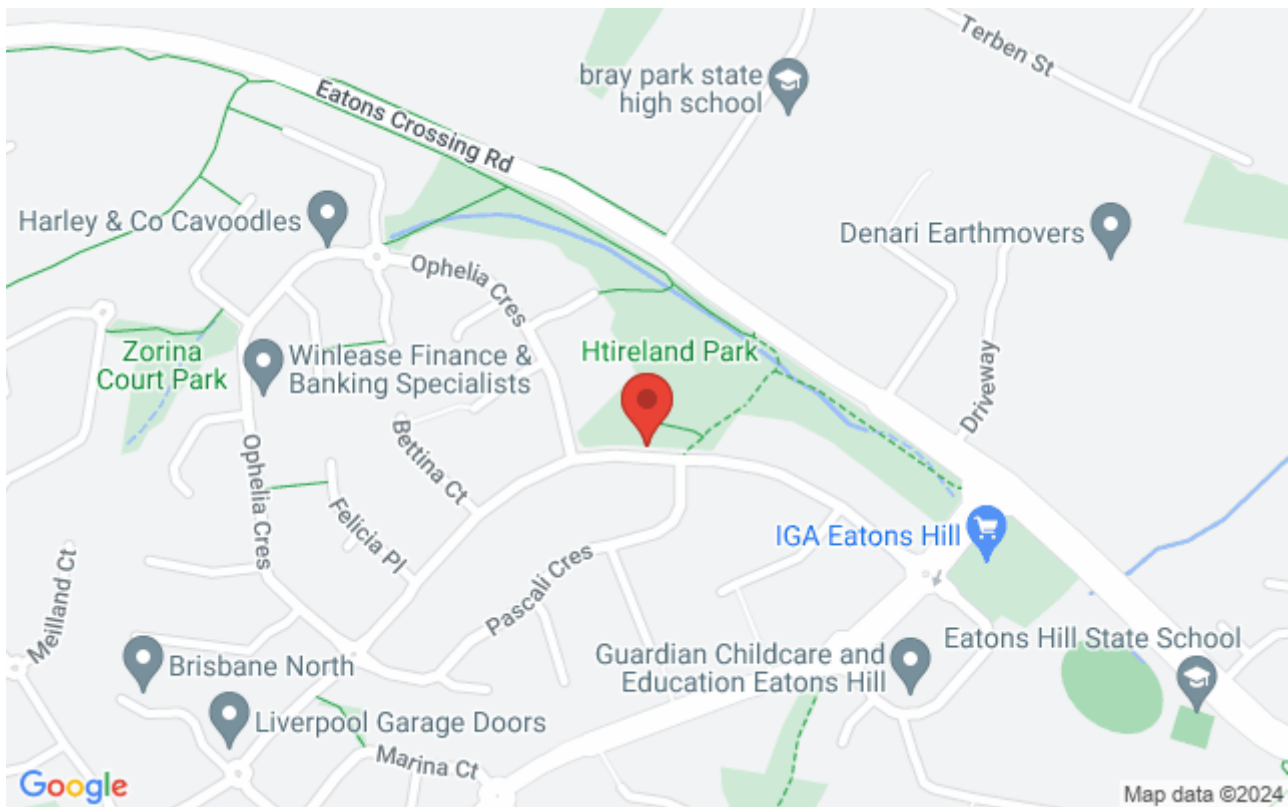 Terben St
bray park state
high school
Eatons Crossing Rd
Harley & Co Cavoodles
Denari Earthmovers
Ophelia Cres
Zorina
Court Park
Winlease Finance &
Banking Specialists
Htireland Park
Driveway
Bettina Ct
Ophelia Cres
Felicia Pl
IGA Eatons Hill
Pascali Cres
Meilland Ct
Brisbane North
Guardian Childcare and
Education Eatons Hill
Eatons Hill State School
Liverpool Garage Doors
Marina Ct
Google
Map data ©2024